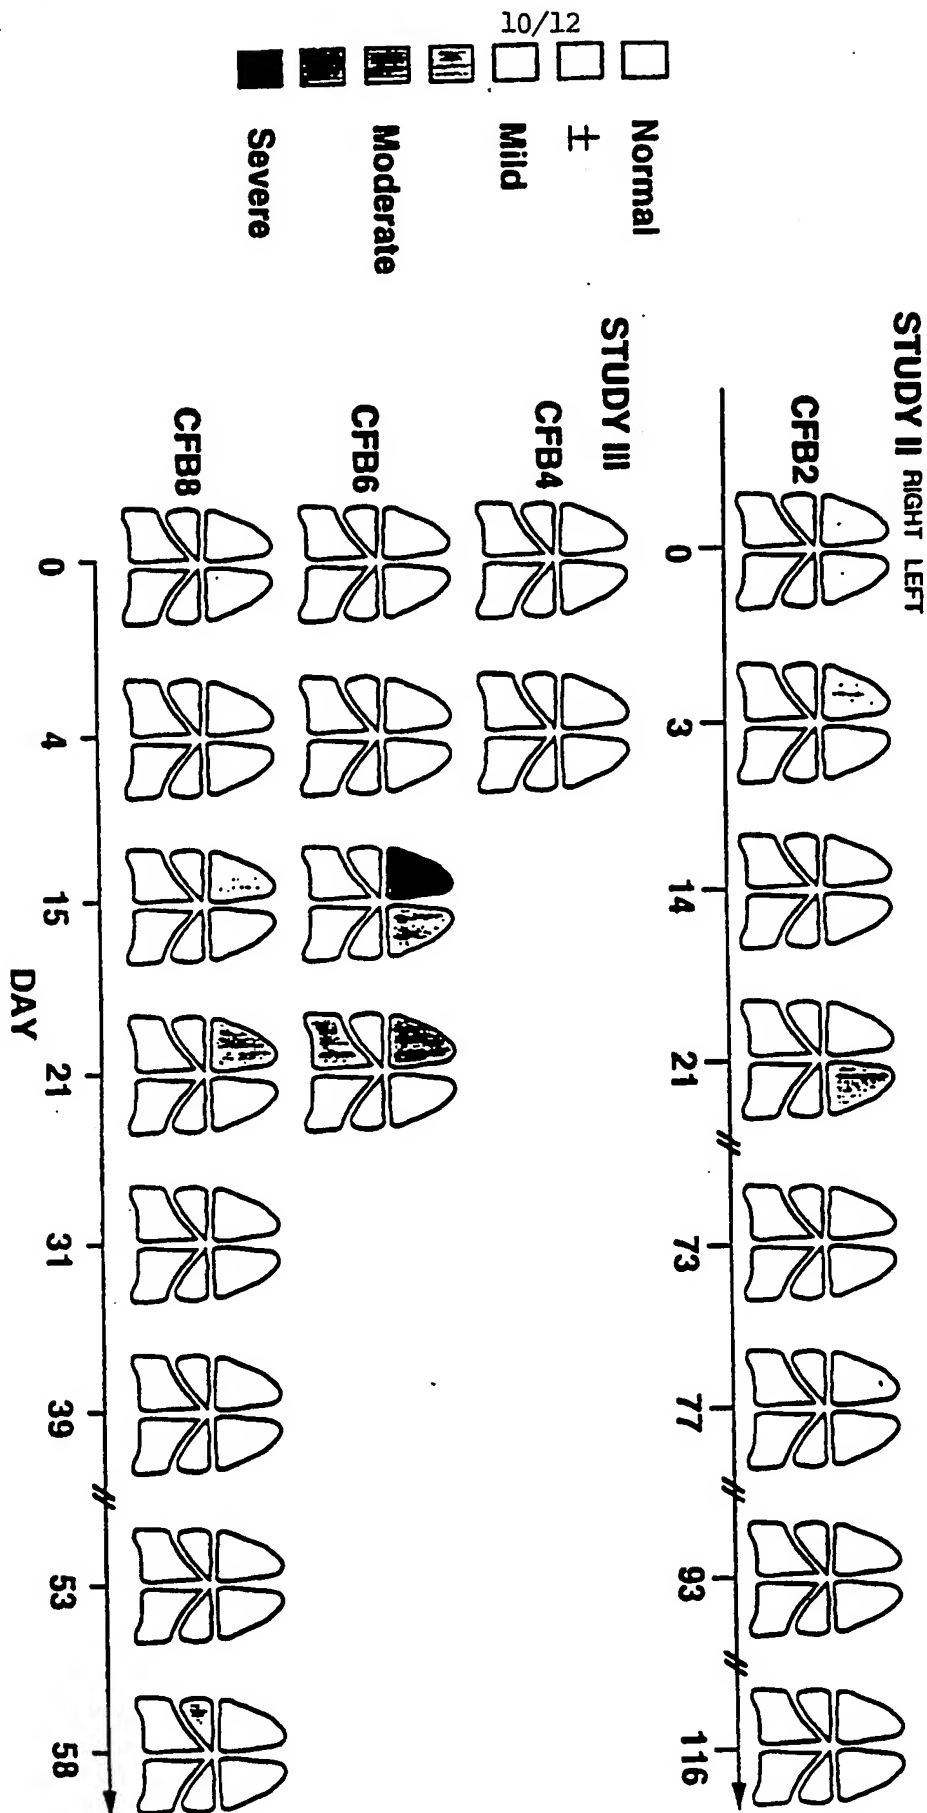 10/12
STUDY II RIGHT LEFT
CFB2
0 3 14 21 73 77 93 116
STUDY III
CFB4
CFB6
CFB8
0 4 15 21 31 39 53 58
DAY
Normal
±
Mild
Moderate
Severe